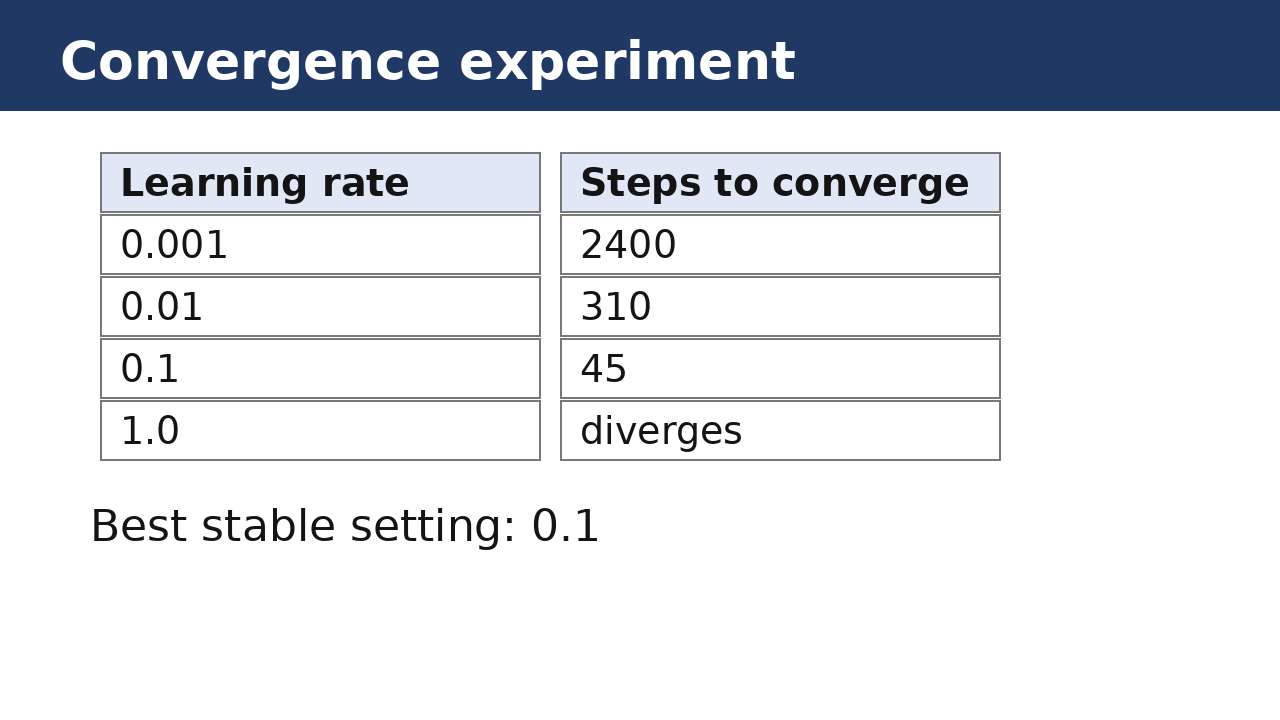 Convergence experiment
Learning rate Steps to converge
0.001 2400
0.01 310
0.1 45
1.0 diverges
Best stable setting: 0.1